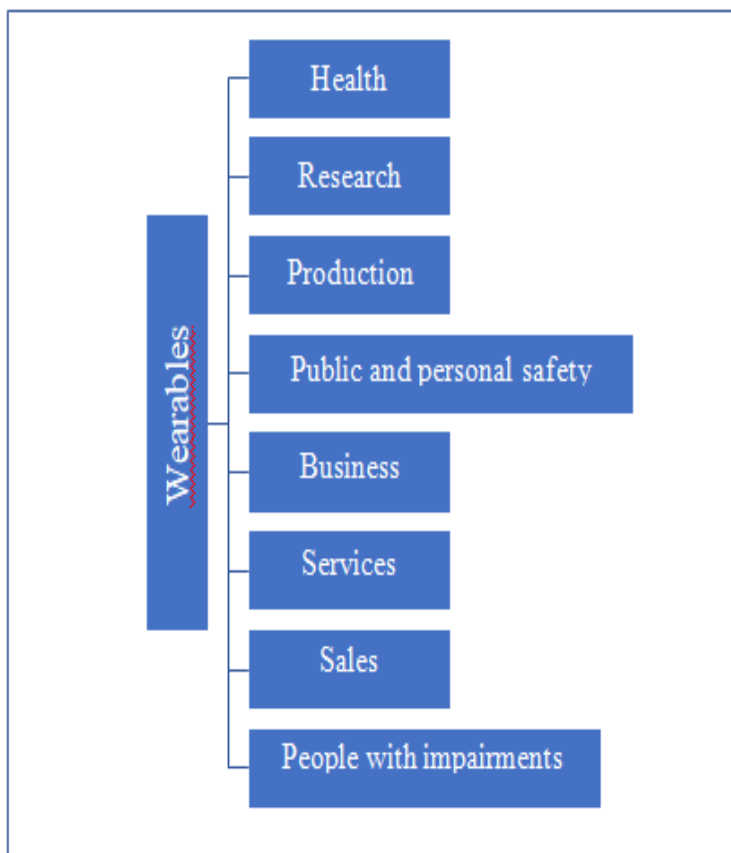 Wearables
Health
Research
Production
Public and personal safety
Business
Services
Sales
People with impairments